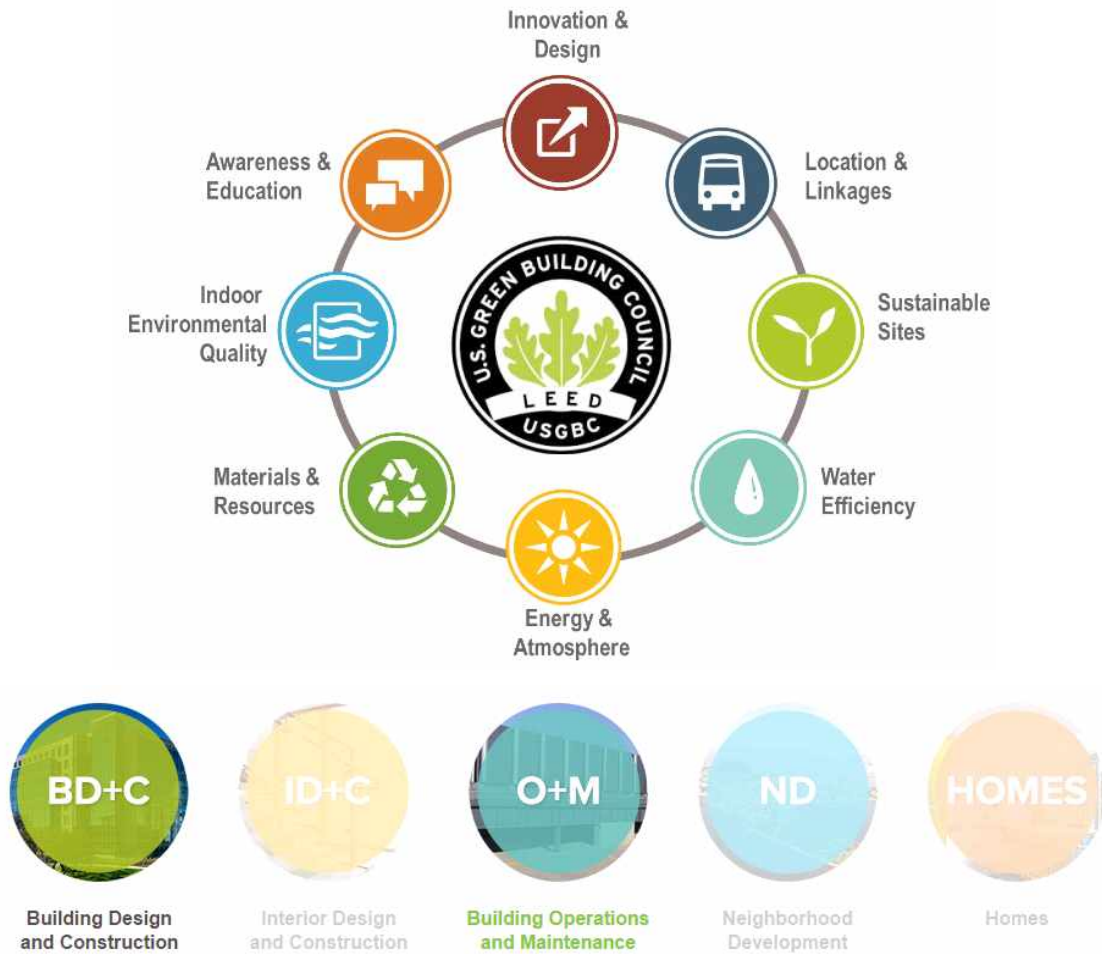 Innovation &
Design
Awareness &
Education
Location &
Linkages
Indoor
Environmental
Quality
U.S. GREEN BUILDING COUNCIL
LEED
USGBC
Sustainable
Sites
Materials &
Resources
Water
Efficiency
Energy &
Atmosphere
BD+C
ID+C
O+M
ND
HOMES
Building Design
and Construction
Interior Design
and Construction
Building Operations
and Maintenance
Neighborhood
Development
Homes